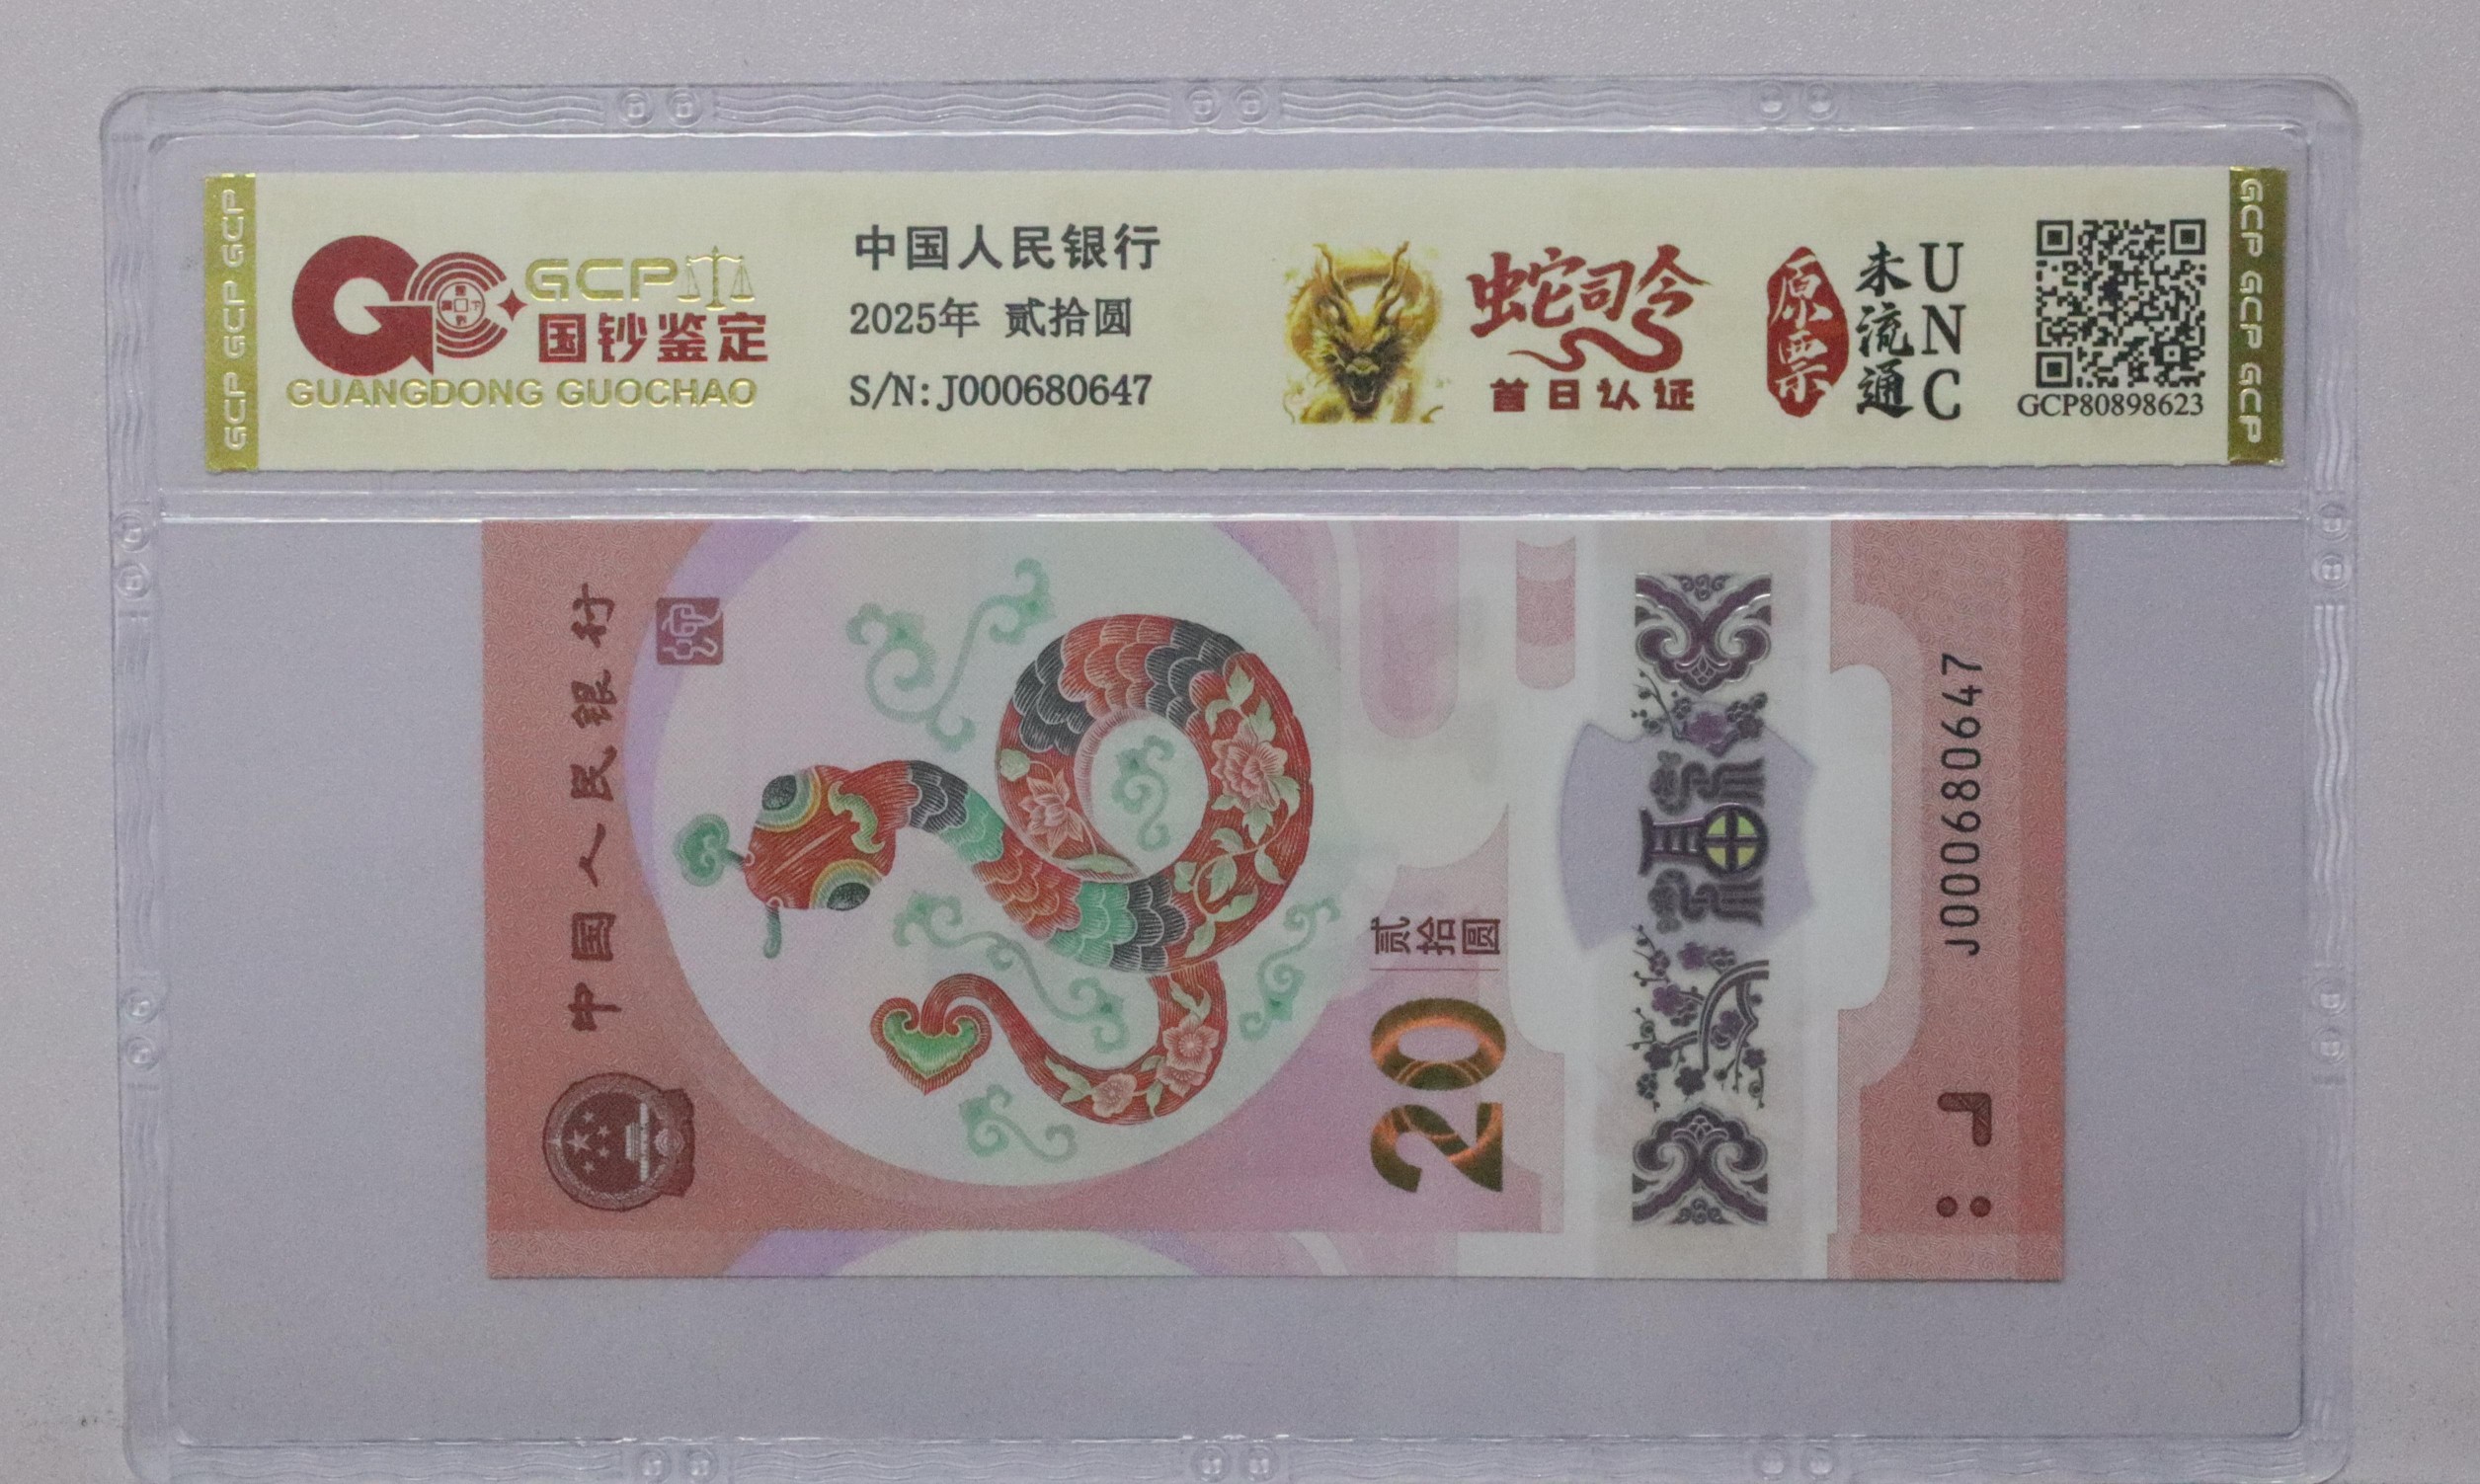 GCP GCP GCP
GCP
国钞鉴定
GUANGDONG GUOCHAO
中国人民银行
2025年 贰拾圆
S/N:J000680647
蛇司令
首日认证
原票
未流通
UNC
GCP80898623
GCP GCP GCP
中国人民银行
20
贰拾圆
福
J000680647